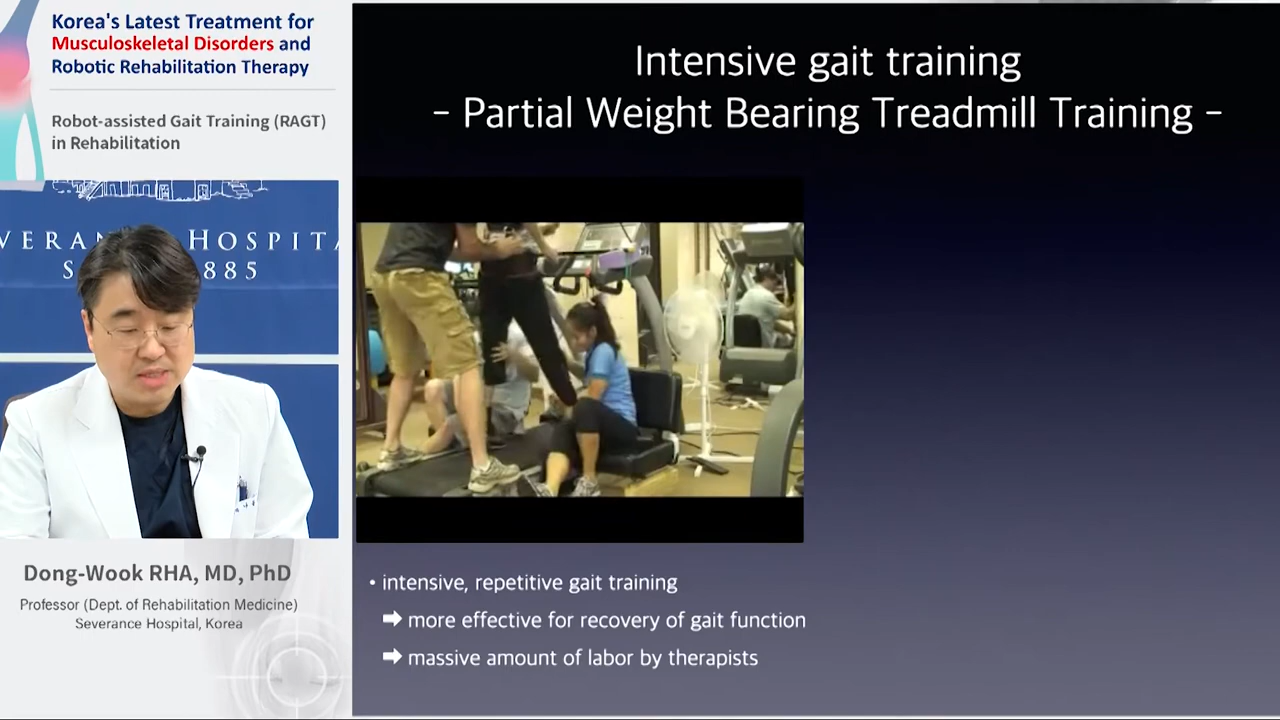 Korea's Latest Treatment for
Musculoskeletal Disorders and
Robotic Rehabilitation Therapy
Robot-assisted Gait Training (RAGT)
in Rehabilitation
HOSPITA
885
Dong-Wook RHA, MD, PhD
Professor (Dept. of Rehabilitation Medicine)
Severance Hospital, Korea
Intensive gait training
– Partial Weight Bearing Treadmill Training –
• intensive, repetitive gait training
➡ more effective for recovery of gait function
➡ massive amount of labor by therapists